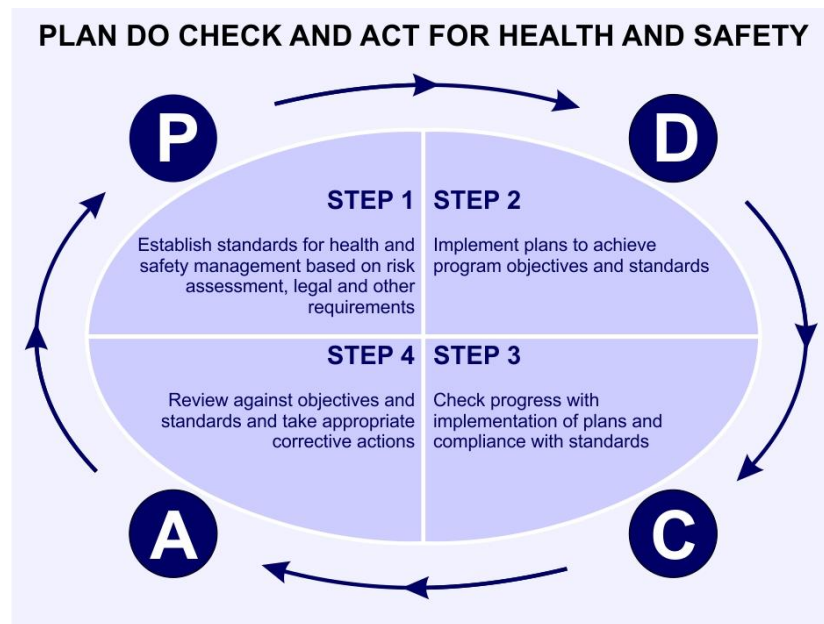 PLAN DO CHECK AND ACT FOR HEALTH AND SAFETY
P
D
STEP 1
Establish standards for health and
safety management based on risk
assessment, legal and other
requirements
STEP 2
Implement plans to achieve
program objectives and standards
STEP 3
Check progress with
implementation of plans and
compliance with standards
STEP 4
Review against objectives and
standards and take appropriate
corrective actions
A
C